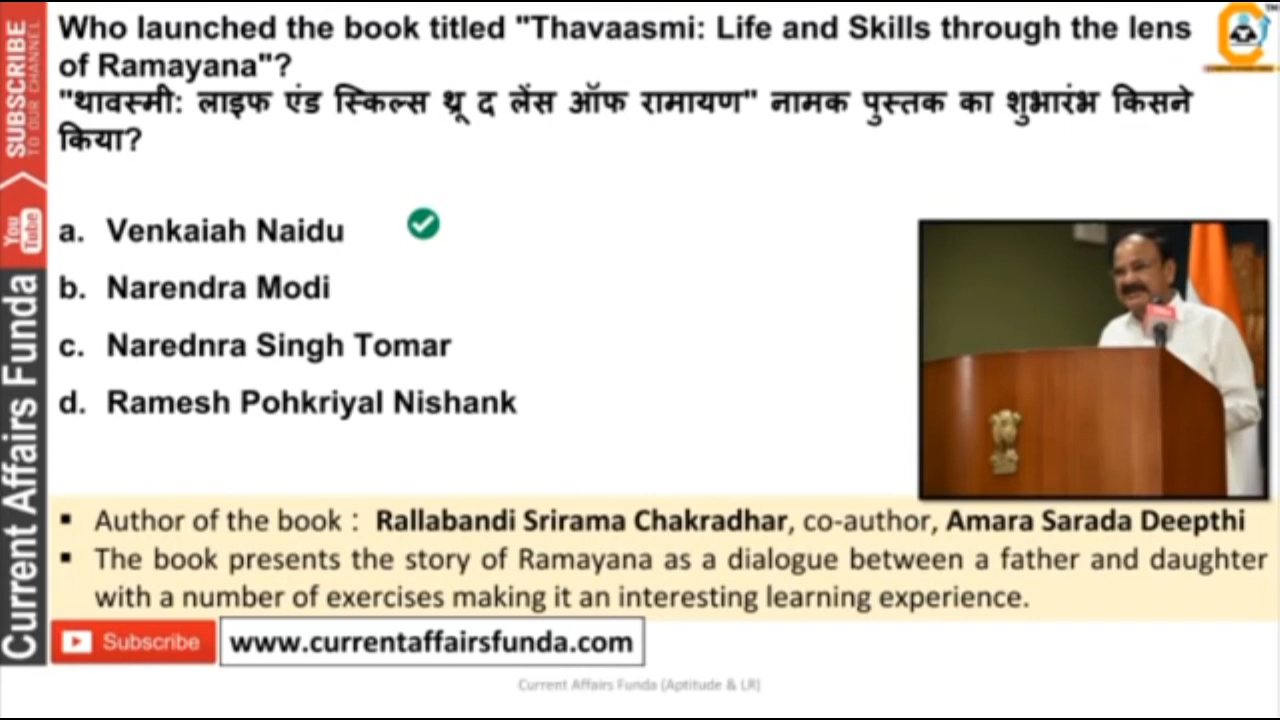 Who launched the book titled "Thavaasmi: Life and Skills through the lens
of Ramayana"?
"थावस्मी: लाइफ एंड स्किल्स थ्रू द लेंस ऑफ रामायण" नामक पुस्तक का शुभारंभ किसने
किया?
a. Venkaiah Naidu
b. Narendra Modi
c. Narednra Singh Tomar
d. Ramesh Pohkriyal Nishank
▪ Author of the book : Rallabandi Srirama Chakradhar, co-author, Amara Sarada Deepthi
▪ The book presents the story of Ramayana as a dialogue between a father and daughter
with a number of exercises making it an interesting learning experience.
Subscribe
www.currentaffairsfunda.com
Current Affairs Funda (Aptitude & LR)
SUBSCRIBE
TO OUR CHANNEL
You
Tube
Current Affairs Funda
TM